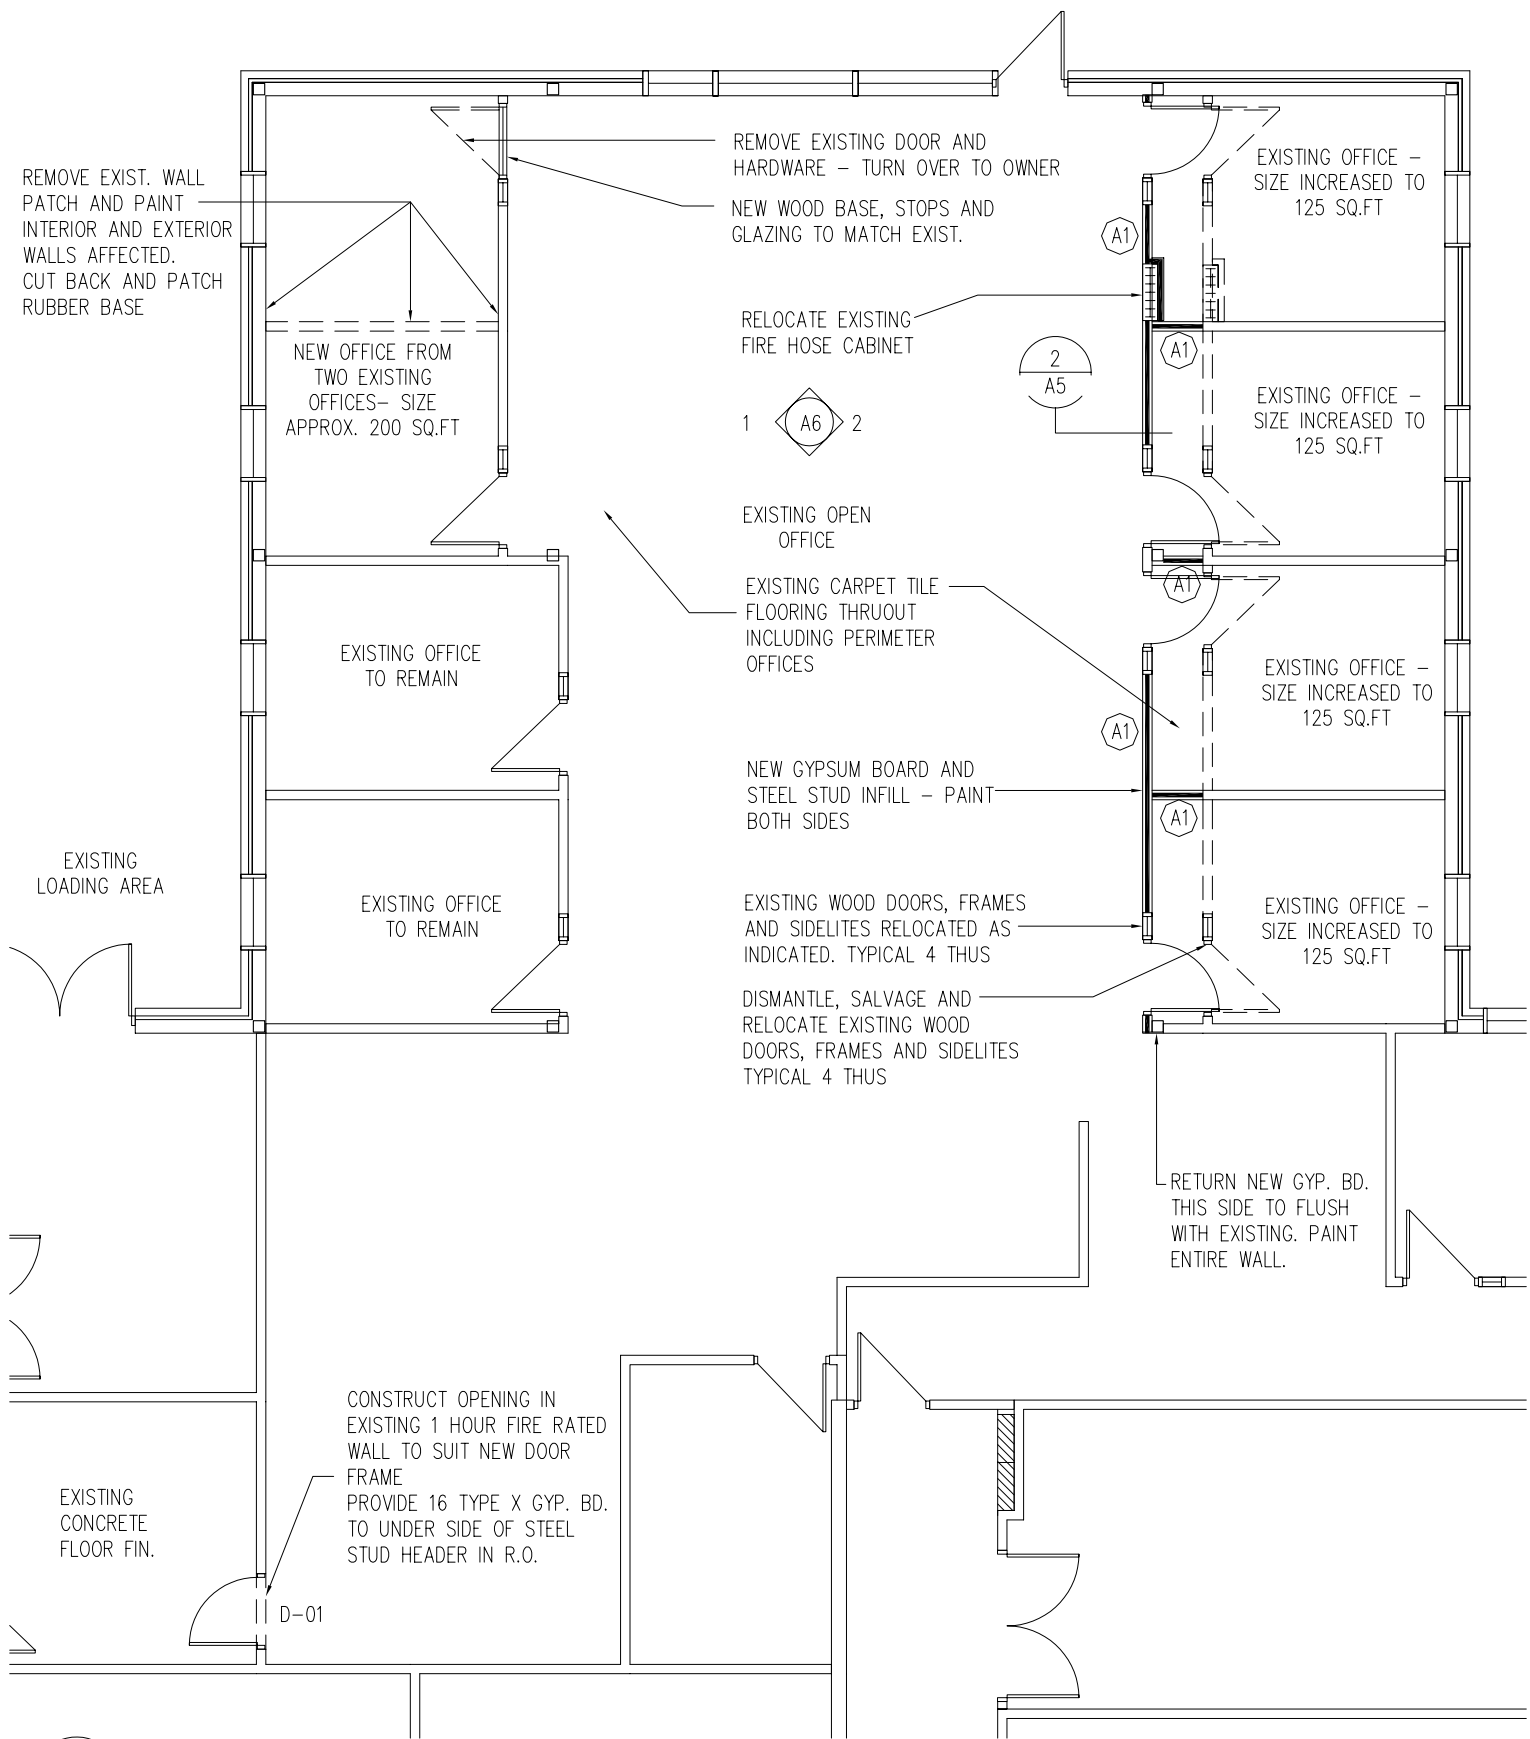 REMOVE EXISTING DOOR AND
HARDWARE – TURN OVER TO OWNER
NEW WOOD BASE, STOPS AND
GLAZING TO MATCH EXIST.
REMOVE EXIST. WALL
PATCH AND PAINT
INTERIOR AND EXTERIOR
WALLS AFFECTED.
CUT BACK AND PATCH
RUBBER BASE
EXISTING OFFICE –
SIZE INCREASED TO
125 SQ.FT
A1
RELOCATE EXISTING
FIRE HOSE CABINET
NEW OFFICE FROM
TWO EXISTING
OFFICES– SIZE
APPROX. 200 SQ.FT
2
A5
A1
1
A6
2
EXISTING OFFICE –
SIZE INCREASED TO
125 SQ.FT
EXISTING OPEN
OFFICE
EXISTING CARPET TILE
FLOORING THRUOUT
INCLUDING PERIMETER
OFFICES
A1
EXISTING OFFICE
TO REMAIN
EXISTING OFFICE –
SIZE INCREASED TO
125 SQ.FT
A1
NEW GYPSUM BOARD AND
STEEL STUD INFILL – PAINT
BOTH SIDES
A1
EXISTING
LOADING AREA
EXISTING OFFICE
TO REMAIN
EXISTING WOOD DOORS, FRAMES
AND SIDELITES RELOCATED AS
INDICATED. TYPICAL 4 THUS
EXISTING OFFICE –
SIZE INCREASED TO
125 SQ.FT
DISMANTLE, SALVAGE AND
RELOCATE EXISTING WOOD
DOORS, FRAMES AND SIDELITES
TYPICAL 4 THUS
RETURN NEW GYP. BD.
THIS SIDE TO FLUSH
WITH EXISTING. PAINT
ENTIRE WALL.
CONSTRUCT OPENING IN
EXISTING 1 HOUR FIRE RATED
WALL TO SUIT NEW DOOR
FRAME
PROVIDE 16 TYPE X GYP. BD.
TO UNDER SIDE OF STEEL
STUD HEADER IN R.O.
EXISTING
CONCRETE
FLOOR FIN.
D–01